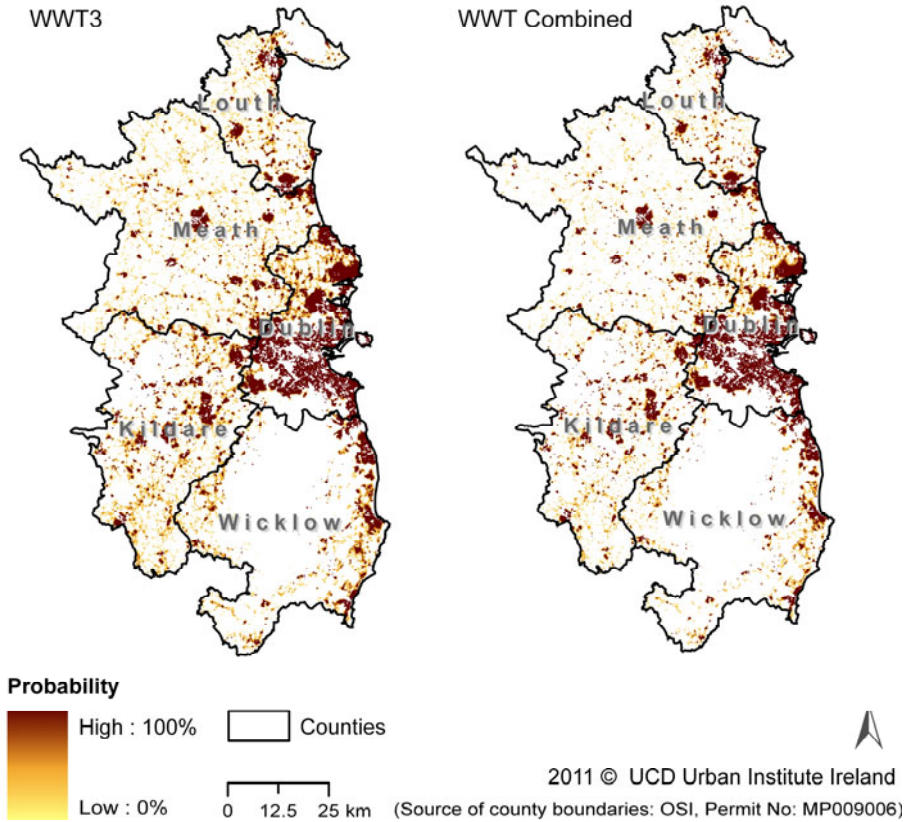 WWT3
WWT Combined
Louth
Louth
Meath
Meath
Dublin
Dublin
Kildare
Kildare
Wicklow
Wicklow
Probability
High : 100%
Counties
Low : 0%
0 12.5 25 km
2011 © UCD Urban Institute Ireland
(Source of county boundaries: OSI, Permit No: MP009006)